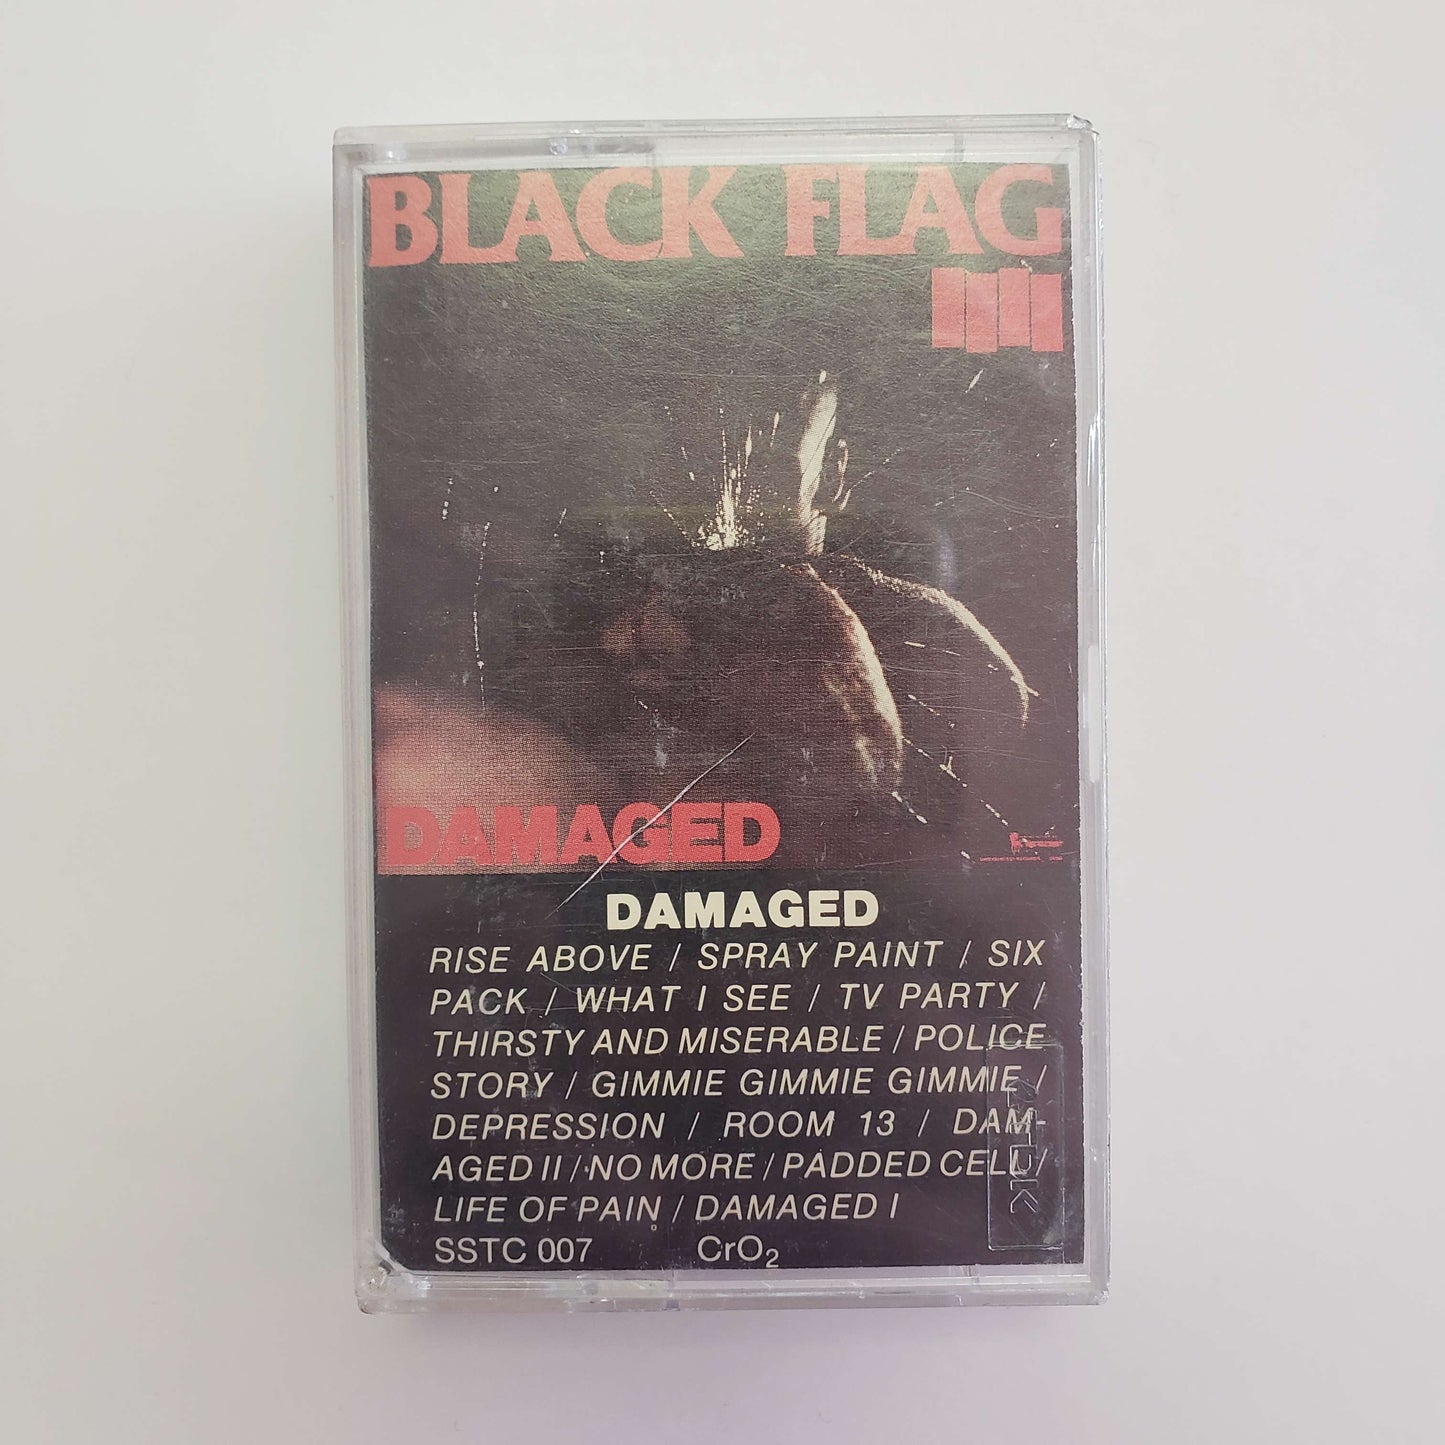 BLACK FLAG
DAMAGED
DAMAGED
RISE ABOVE / SPRAY PAINT / SIX
PACK / WHAT I SEE / TV PARTY /
THIRSTY AND MISERABLE / POLICE
STORY / GIMMIE GIMMIE GIMMIE /
DEPRESSION / ROOM 13 / DAM-
AGED II / NO MORE / PADDED CELL /
LIFE OF PAIN / DAMAGED I
SSTC 007 CrO₂
TDK